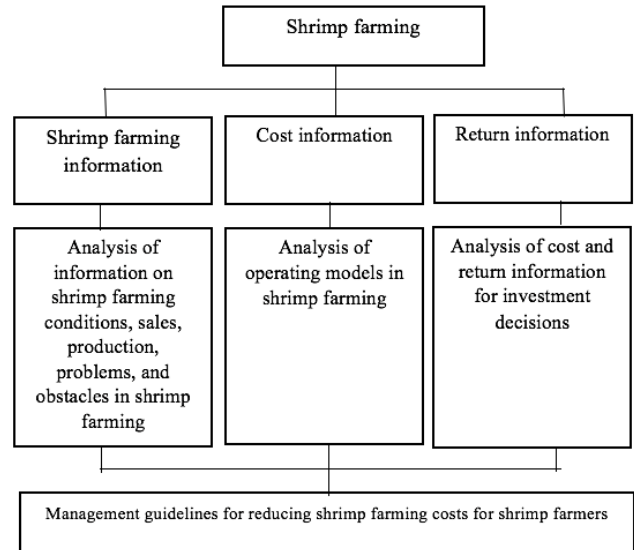 Shrimp farming
Shrimp farming
information
Cost information
Return information
Analysis of
information on
shrimp farming
conditions, sales,
production,
problems, and
obstacles in shrimp
farming
Analysis of
operating models in
shrimp farming
Analysis of cost and
return information
for investment
decisions
Management guidelines for reducing shrimp farming costs for shrimp farmers